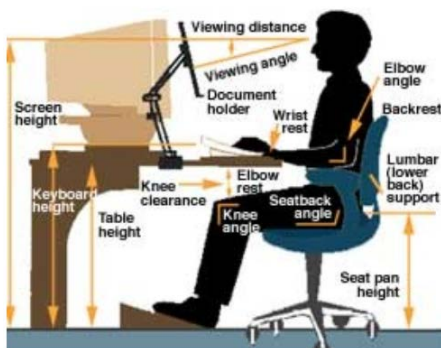 Viewing distance
Viewing angle
Document
holder
Elbow
angle
Backrest
Screen
height
Wrist
rest
Lumbar
(lower
back)
support
Keyboard
height
Knee
clearance
Elbow
rest
Table
height
Knee
angle
Seatback
angle
Seat pan
height